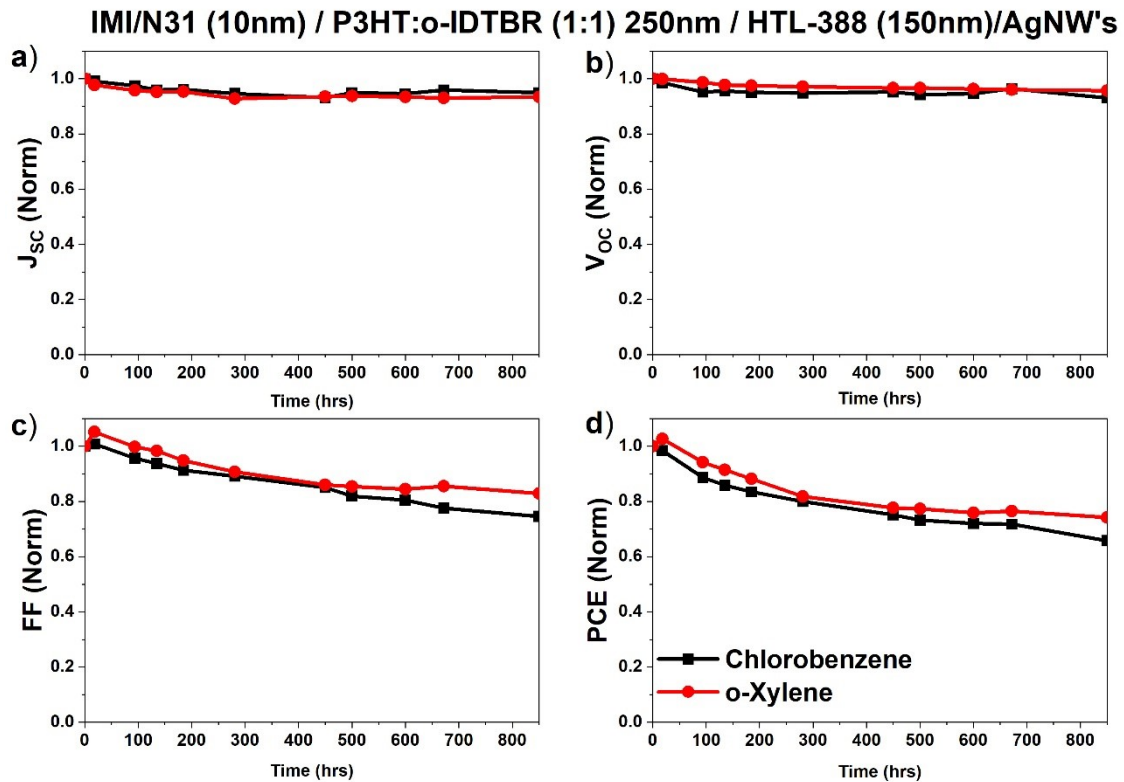 IMI/N31 (10nm) / P3HT:o-IDTBR (1:1) 250nm / HTL-388 (150nm)/AgNW's
a)
1.0
0.8
0.6
0.4
0.2
0.0
J_SC (Norm)
0 100 200 300 400 500 600 700 800
Time (hrs)
b)
1.0
0.8
0.6
0.4
0.2
0.0
V_OC (Norm)
0 100 200 300 400 500 600 700 800
Time (hrs)
c)
1.0
0.8
0.6
0.4
0.2
0.0
FF (Norm)
0 100 200 300 400 500 600 700 800
Time (hrs)
d)
1.0
0.8
0.6
0.4
0.2
0.0
PCE (Norm)
Chlorobenzene
o-Xylene
0 100 200 300 400 500 600 700 800
Time (hrs)